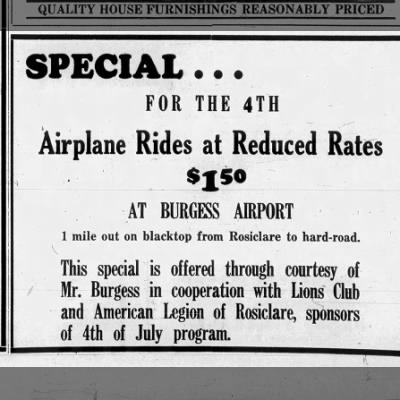 QUALITY HOUSE FURNISHINGS REASONABLY PRICED
SPECIAL...
FOR THE 4TH
Airplane Rides at Reduced Rates
$1.50
AT BURGESS AIRPORT
1 mile out on blacktop from Rosiclare to hard-road.
This special is offered through courtesy of
Mr. Burgess in cooperation with Lions Club
and American Legion of Rosiclare, sponsors
of 4th of July program.